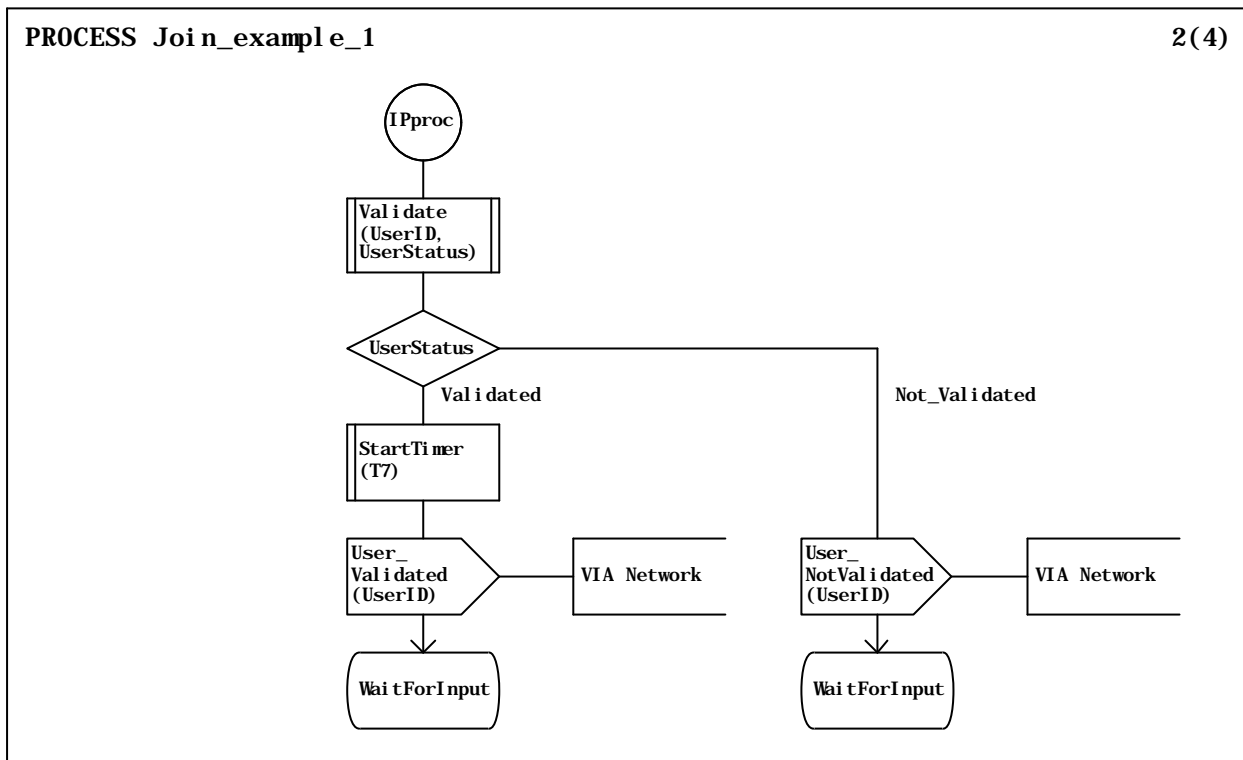 PROCESS Join_example_1
2(4)
IPproc
Validate
(UserID,
UserStatus)
UserStatus
Validated
Not_Validated
StartTimer
(T7)
User_
Validated
(UserID)
VIA Network
User_
NotValidated
(UserID)
VIA Network
WaitForInput
WaitForInput